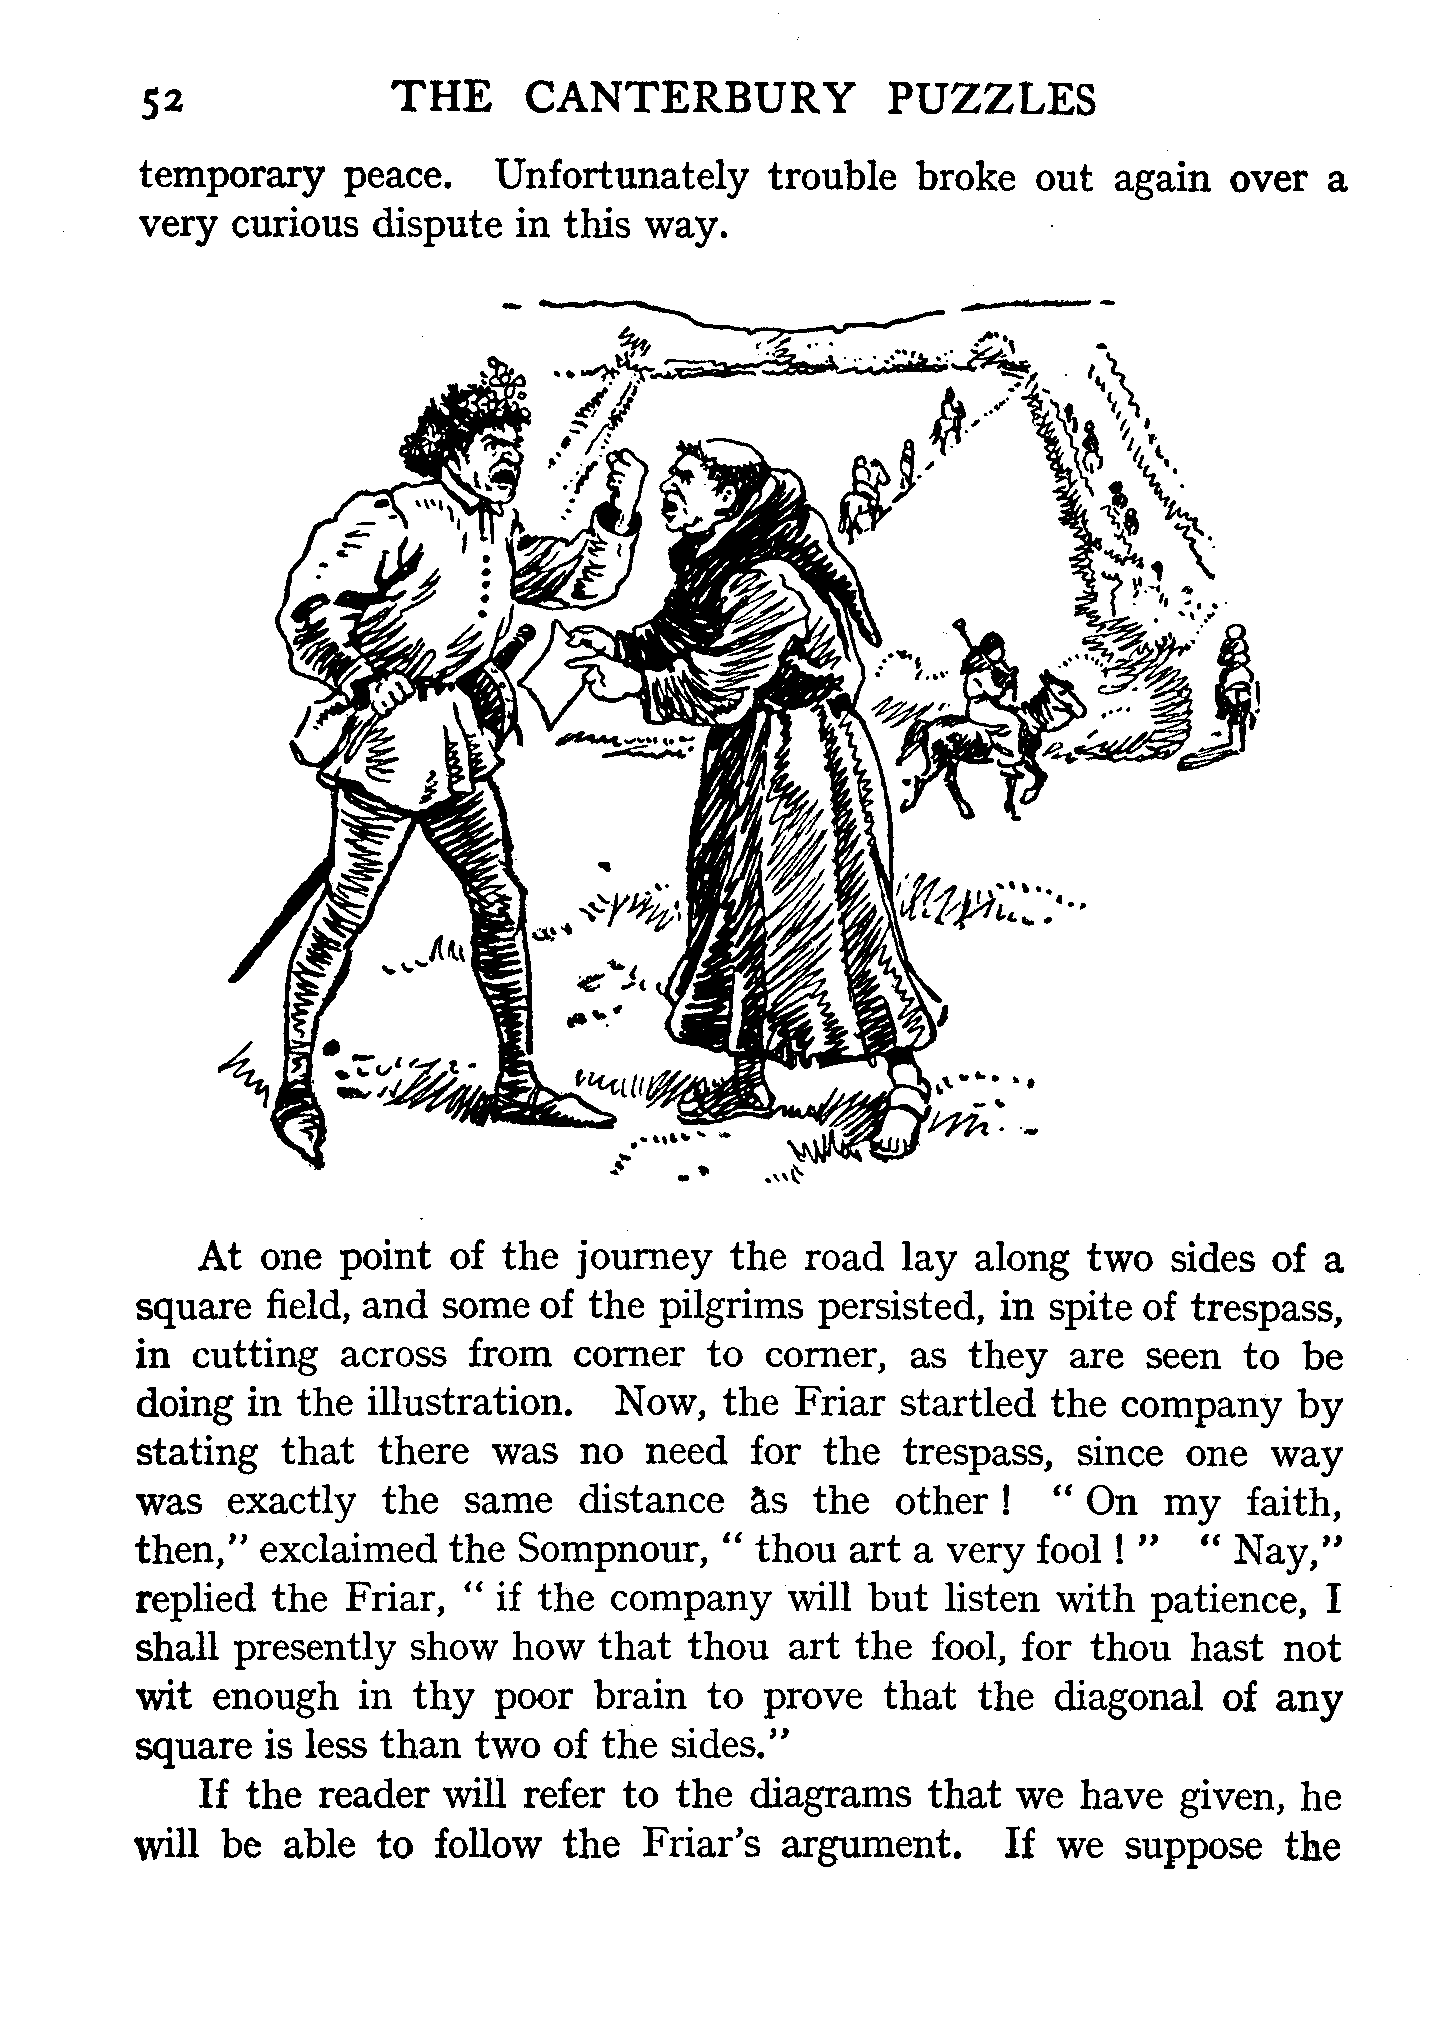 52 THE CANTERBURY PUZZLES
temporary peace. Unfortunately trouble broke out again over a
very curious dispute in this way.
At one point of the journey the road lay along two sides of a
square field, and some of the pilgrims persisted, in spite of trespass,
in cutting across from corner to corner, as they are seen to be
doing in the illustration. Now, the Friar startled the company by
stating that there was no need for the trespass, since one way
was exactly the same distance as the other ! “ On my faith,
then,” exclaimed the Sompnour, “ thou art a very fool ! ” “ Nay,”
replied the Friar, “ if the company will but listen with patience, I
shall presently show how that thou art the fool, for thou hast not
wit enough in thy poor brain to prove that the diagonal of any
square is less than two of the sides.”
If the reader will refer to the diagrams that we have given, he
will be able to follow the Friar’s argument. If we suppose the